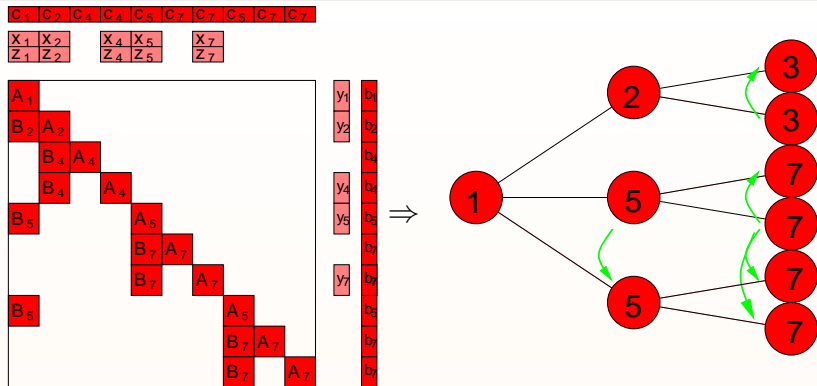 c1 c2 c4 c4 c5 c7 c7 c5 c7 c7
x1 x2 x4 x5 x7
z1 z2 z4 z5 z7
A1 y1 b1
B2 A2 y2 b2
B4 A4 b4
B4 A4 y4 b4
B5 A5 y5 b5
B7 A7 b7
B7 A7 y7 b7
B5 A5 b5
B7 A7 b7
B7 A7 b7
⇒
3
2
3
7
1 5
7
7
5
7